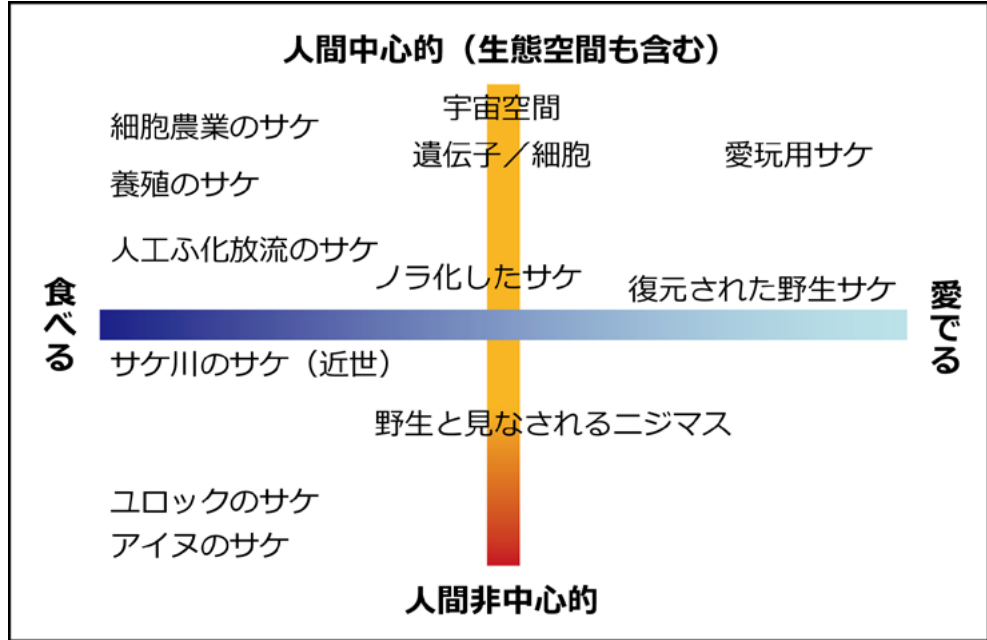 人間中心的（生態空間も含む）
宇宙空間
細胞農業のサケ
遺伝子／細胞
愛玩用サケ
養殖のサケ
人工ふ化放流のサケ
ノラ化したサケ
復元された野生サケ
食べる
愛でる
サケ川のサケ（近世）
野生と見なされるニジマス
ユロックのサケ
アイヌのサケ
人間非中心的